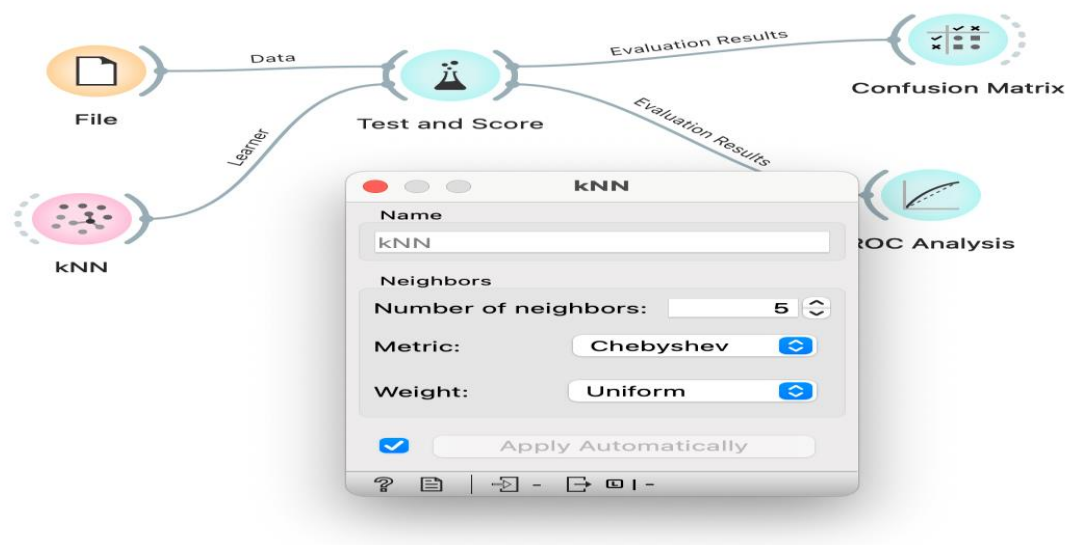 Data
Evaluation Results
Confusion Matrix
File
Test and Score
Learner
Evaluation Results
kNN
ROC Analysis
kNN
Name
kNN
Neighbors
Number of neighbors: 5
Metric: Chebyshev
Weight: Uniform
Apply Automatically
? - L | -